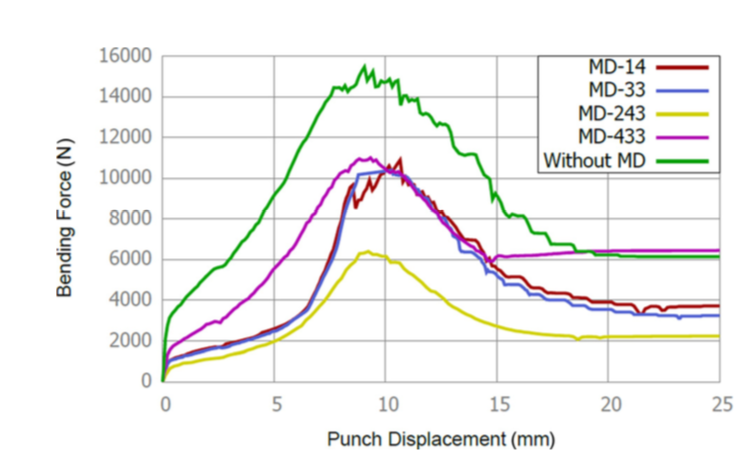 16000
14000
12000
10000
8000
6000
4000
2000
0
Bending Force (N)
MD-14
MD-33
MD-243
MD-433
Without MD
0 5 10 15 20 25
Punch Displacement (mm)